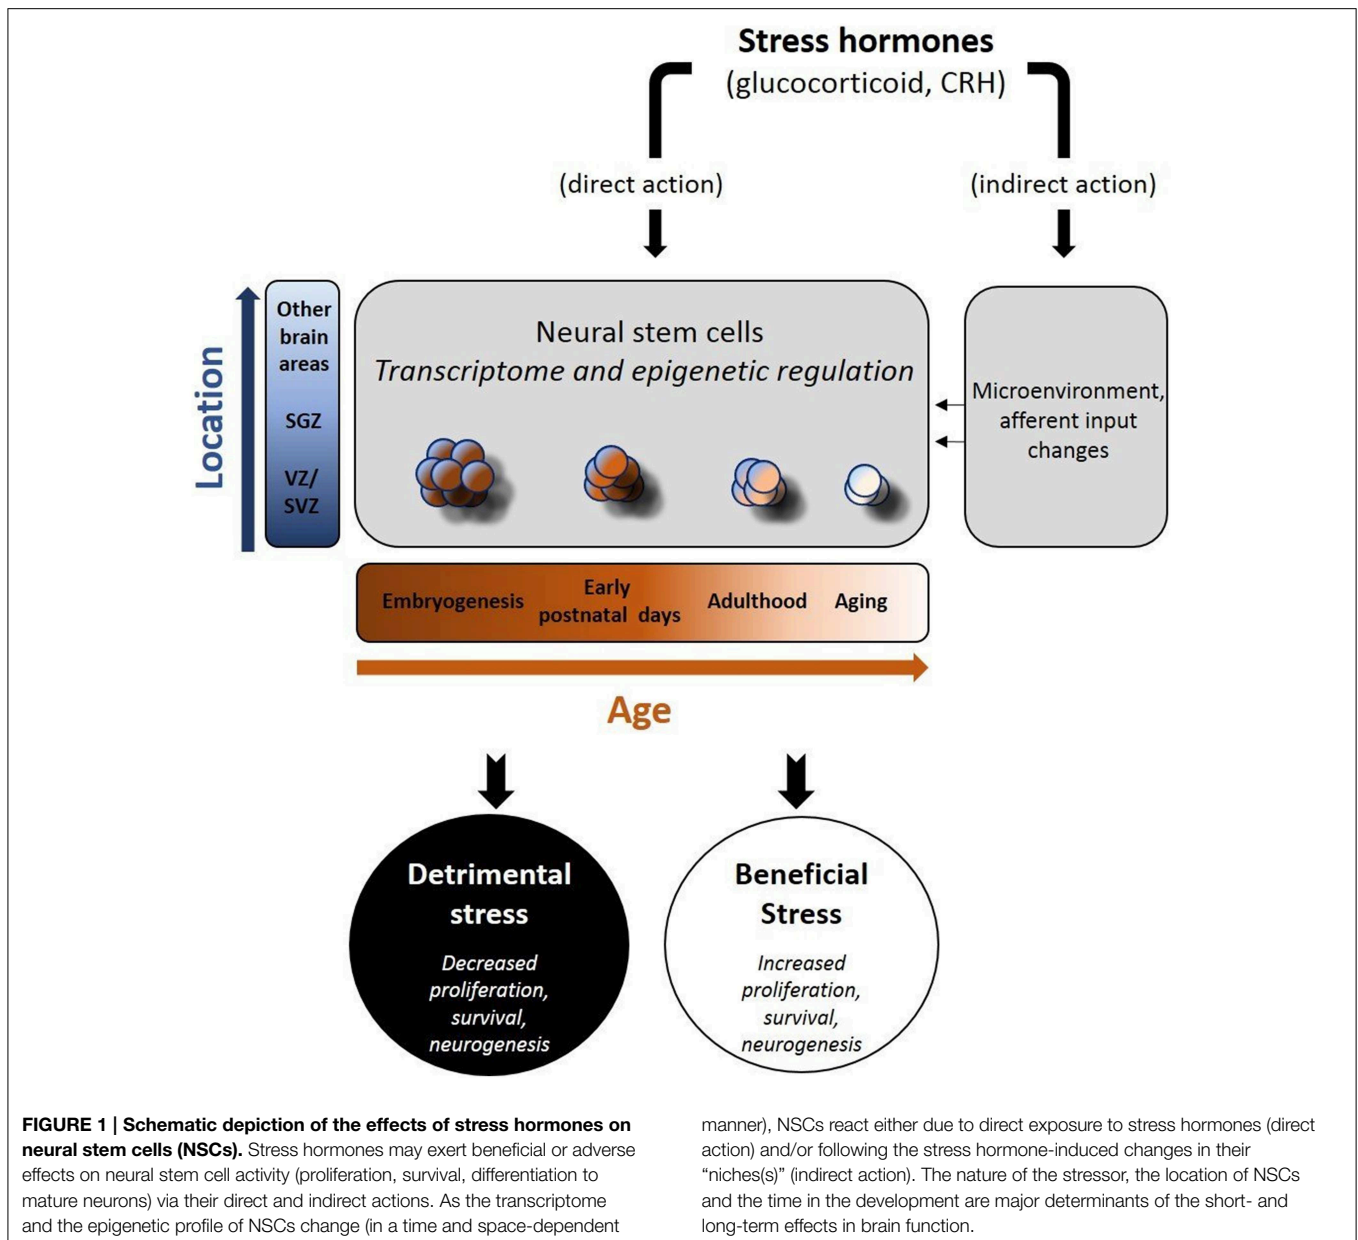 Stress hormones
(glucocorticoid, CRH)
(direct action)
(indirect action)
Location
Other
brain
areas
SGZ
VZ/
SVZ
Neural stem cells
Transcriptome and epigenetic regulation
Microenvironment,
afferent input
changes
Embryogenesis
Early
postnatal days
Adulthood
Aging
Age
Detrimental
stress
Decreased
proliferation,
survival,
neurogenesis
Beneficial
Stress
Increased
proliferation,
survival,
neurogenesis
FIGURE 1 | Schematic depiction of the effects of stress hormones on
neural stem cells (NSCs). Stress hormones may exert beneficial or adverse
effects on neural stem cell activity (proliferation, survival, differentiation to
mature neurons) via their direct and indirect actions. As the transcriptome
and the epigenetic profile of NSCs change (in a time and space-dependent
manner), NSCs react either due to direct exposure to stress hormones (direct
action) and/or following the stress hormone-induced changes in their
“niches(s)” (indirect action). The nature of the stressor, the location of NSCs
and the time in the development are major determinants of the short- and
long-term effects in brain function.